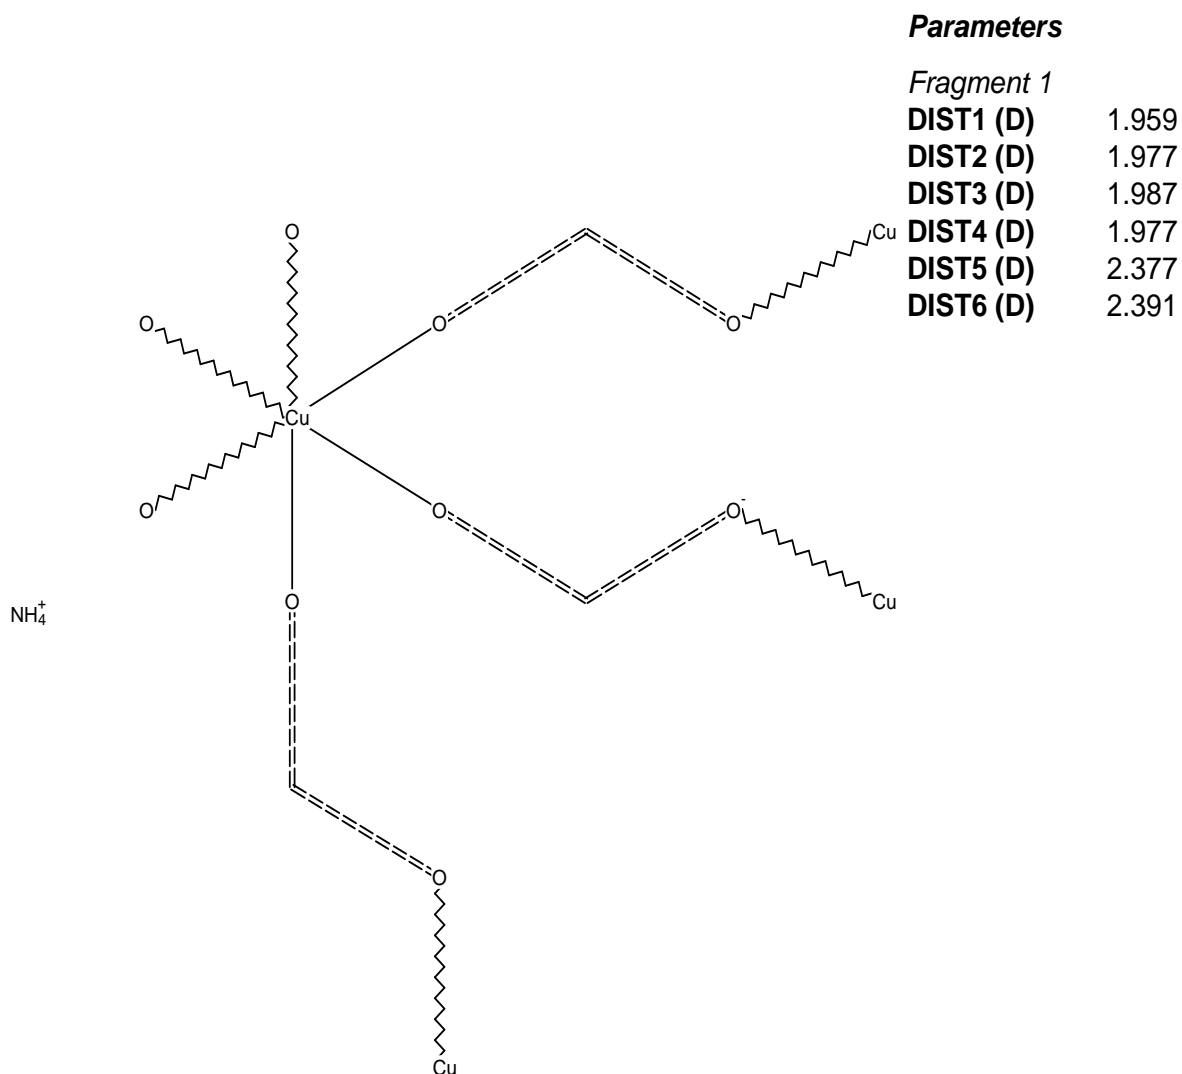 Parameters
Fragment 1
DIST1 (D) 1.959
DIST2 (D) 1.977
DIST3 (D) 1.987
DIST4 (D) 1.977
DIST5 (D) 2.377
DIST6 (D) 2.391
O
Cu
O
O
O
Cu
O
O
O-
Cu
O
NH4+
O
Cu